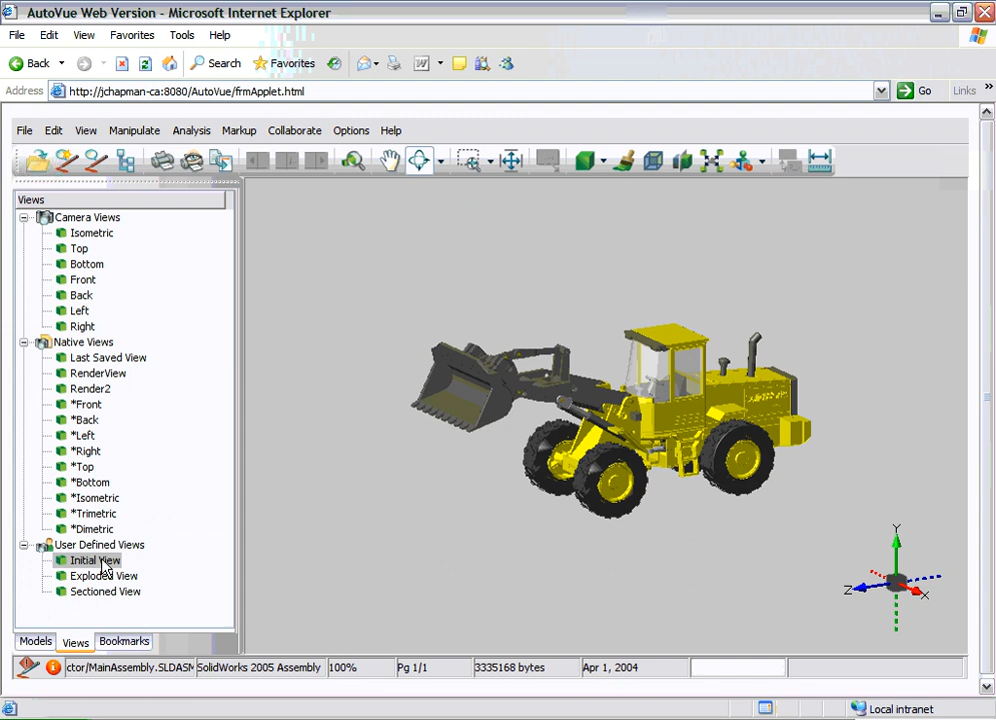 AutoVue Web Version - Microsoft Internet Explorer
File Edit View Favorites Tools Help
Back Search Favorites
Address http://jchapman-ca:8080/AutoVue/frmApplet.html Go Links »
File Edit View Manipulate Analysis Markup Collaborate Options Help
Views
Camera Views
Isometric
Top
Bottom
Front
Back
Left
Right
Native Views
Last Saved View
RenderView
Render2
*Front
*Back
*Left
*Right
*Top
*Bottom
*Isometric
*Trimetric
*Dimetric
User Defined Views
Initial View
Exploded View
Sectioned View
Y
Z
X
Models Views Bookmarks
ctor/MainAssembly.SLDASM SolidWorks 2005 Assembly 100% Pg 1/1 3335168 bytes Apr 1, 2004
Local intranet